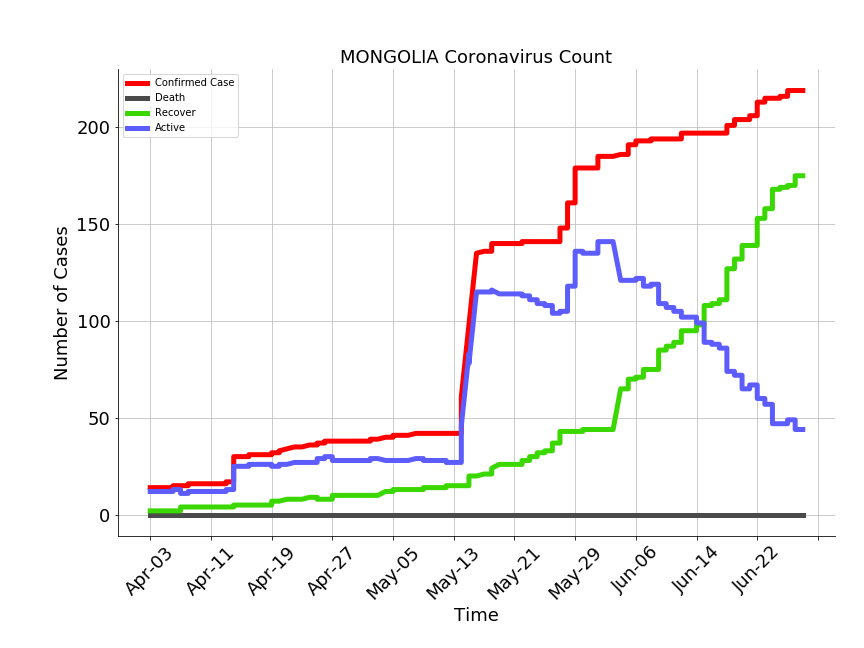 MONGOLIA Coronavirus Count
Confirmed Case
Death
Recover
Active
Number of Cases
200
150
100
50
0
Apr-03
Apr-11
Apr-19
Apr-27
May-05
May-13
May-21
May-29
Jun-06
Jun-14
Jun-22
Time